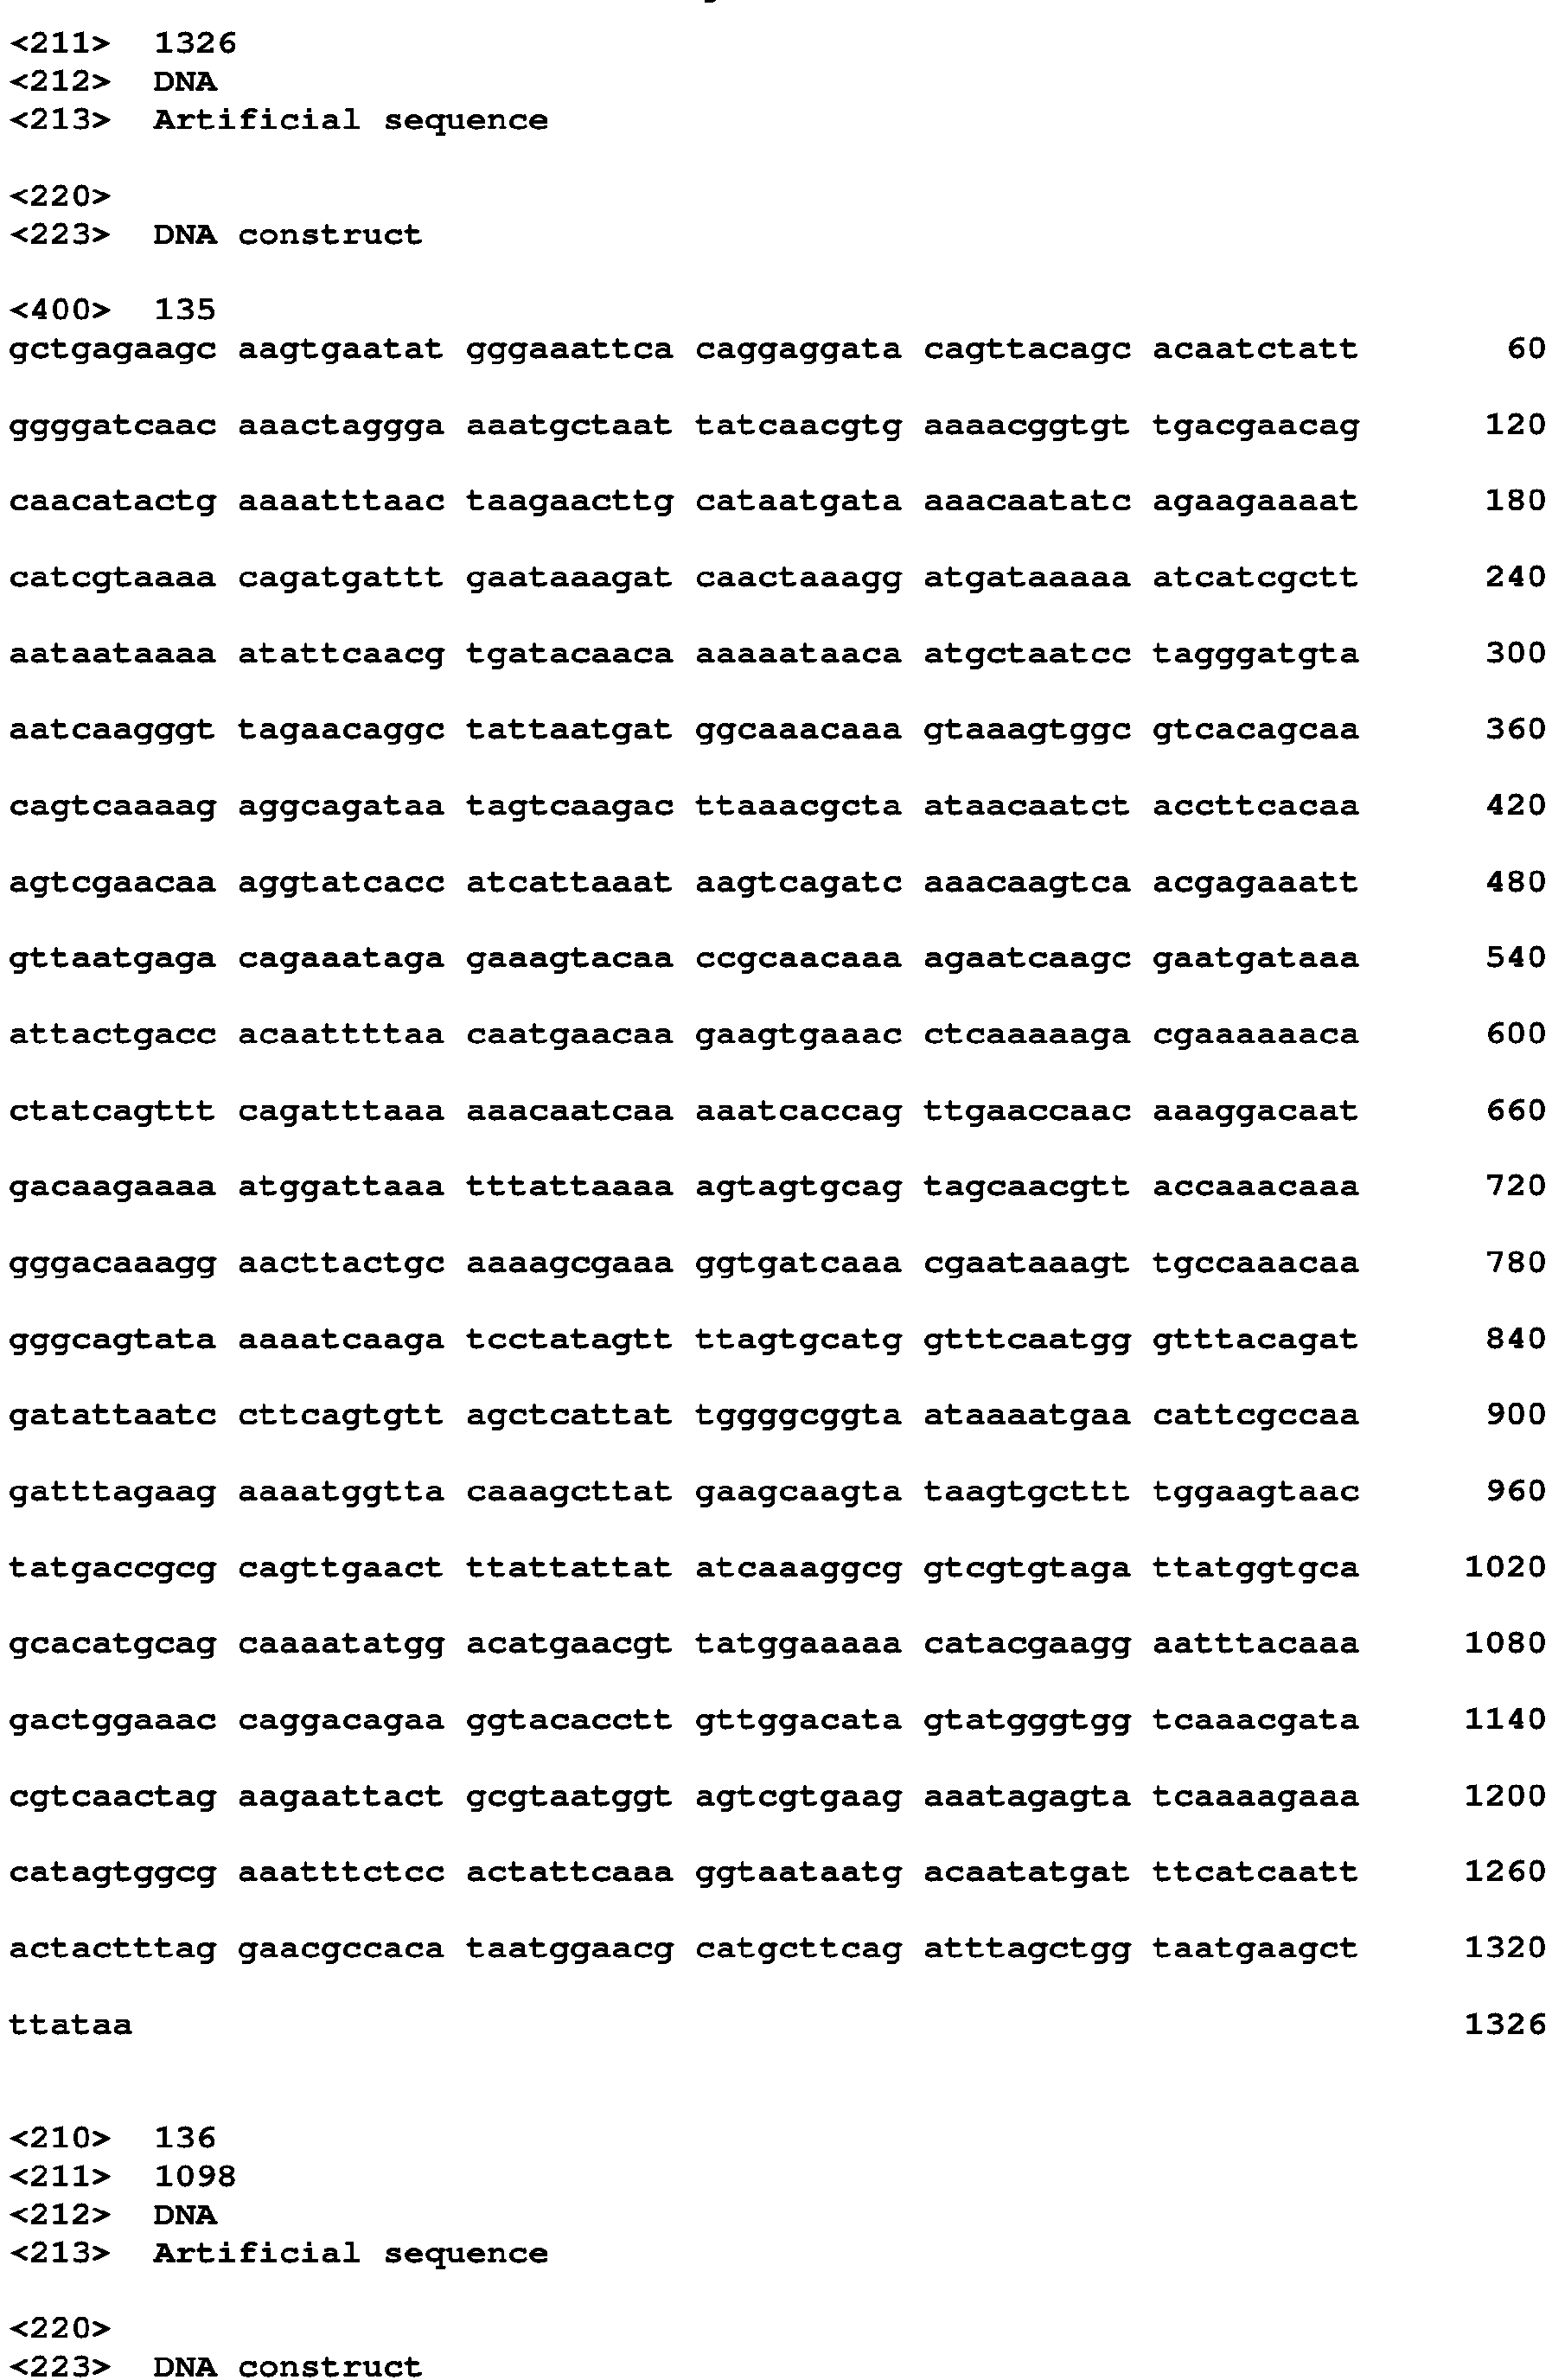 <211> 1326
<212> DNA
<213> Artificial sequence
<220>
<223> DNA construct
<400> 135
gctgagaagc aagtgaatat gggaaattca caggaggata cagttacagc acaatctatt 60
ggggatcaac aaactaggga aaatgctaat tatcaacgtg aaaacggtgt tgacgaacag 120
caacatactg aaaatttaac taagaacttg cataatgata aaacaatatc agaagaaaat 180
catcgtaaaa cagatgattt gaataaagat caactaaagg atgataaaaa atcatcgctt 240
aataataaaa atattcaacg tgatacaaca aaaaataaca atgctaatcc tagggatgta 300
aatcaagggt tagaacaggc tattaatgat ggcaaacaaa gtaaagtggc gtcacagcaa 360
cagtcaaaag aggcagataa tagtcaagac ttaaacgcta ataacaatct accttcacaa 420
agtcgaacaa aggtatcacc atcattaaat aagtcagatc aaacaagtca acgagaaatt 480
gttaatgaga cagaaataga gaaagtacaa ccgcaacaaa agaatcaagc gaatgataaa 540
attactgacc acaattttaa caatgaacaa gaagtgaaac ctcaaaaaga cgaaaaaaca 600
ctatcagttt cagatttaaa aaacaatcaa aaatcaccag ttgaaccaac aaaggacaat 660
gacaagaaaa atggattaaa tttattaaaa agtagtgcag tagcaacgtt accaaacaaa 720
gggacaaagg aacttactgc aaaagcgaaa ggtgatcaaa cgaataaagt tgccaaacaa 780
gggcagtata aaaatcaaga tcctatagtt ttagtgcatg gtttcaatgg gtttacagat 840
gatattaatc cttcagtgtt agctcattat tggggcggta ataaaatgaa cattcgccaa 900
gatttagaag aaaatggtta caaagcttat gaagcaagta taagtgcttt tggaagtaac 960
tatgaccgcg cagttgaact ttattattat atcaaaggcg gtcgtgtaga ttatggtgca 1020
gcacatgcag caaaatatgg acatgaacgt tatggaaaaa catacgaagg aatttacaaa 1080
gactggaaac caggacagaa ggtacacctt gttggacata gtatgggtgg tcaaacgata 1140
cgtcaactag aagaattact gcgtaatggt agtcgtgaag aaatagagta tcaaaagaaa 1200
catagtggcg aaatttctcc actattcaaa ggtaataatg acaatatgat ttcatcaatt 1260
actactttag gaacgccaca taatggaacg catgcttcag atttagctgg taatgaagct 1320
ttataa 1326
<210> 136
<211> 1098
<212> DNA
<213> Artificial sequence
<220>
<223> DNA construct